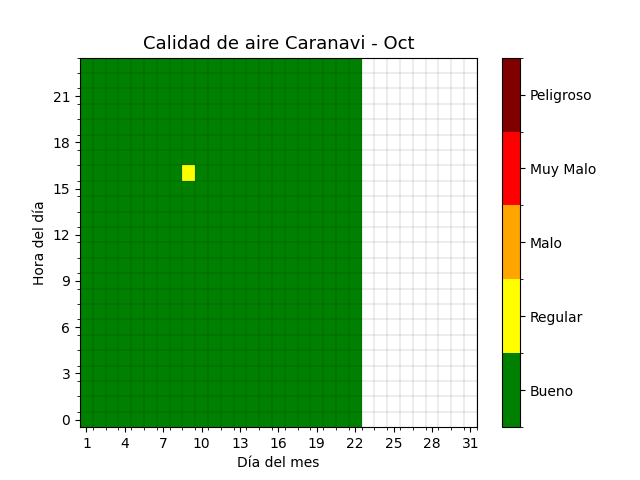 Calidad de aire Caranavi - Oct
21
18
15
12
9
6
3
0
Hora del día
1 4 7 10 13 16 19 22 25 28 31
Día del mes
Peligroso
Muy Malo
Malo
Regular
Bueno